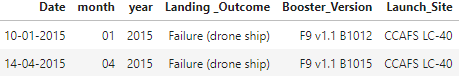 Date month year Landing _Outcome Booster_Version Launch_Site
10-01-2015 01 2015 Failure (drone ship) F9 v1.1 B1012 CCAFS LC-40
14-04-2015 04 2015 Failure (drone ship) F9 v1.1 B1015 CCAFS LC-40